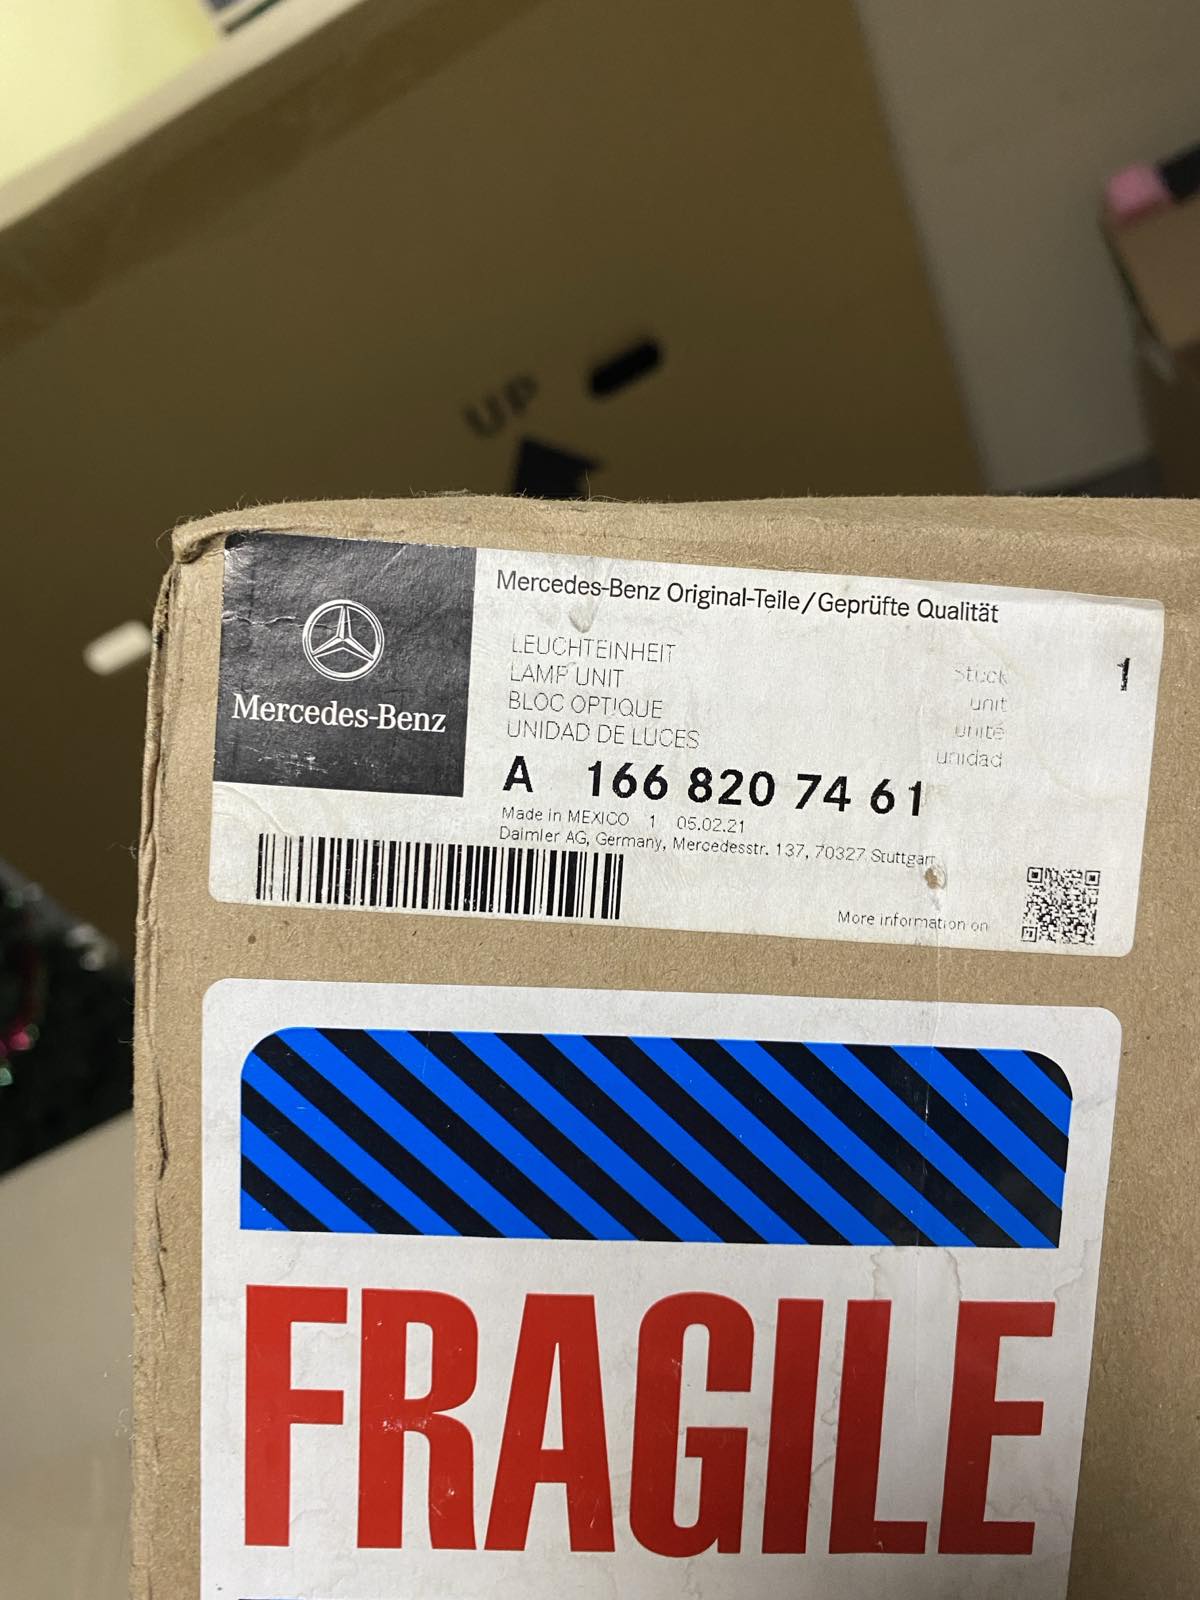 UP
Mercedes-Benz
Mercedes-Benz Original-Teile/Geprüfte Qualität
LEUCHTEINHEIT
LAMP UNIT
BLOC OPTIQUE
UNIDAD DE LUCES
Stück
unit
unité
unidad
1
A 166 820 74 61
Made in MEXICO 1 05.02.21
Daimler AG, Germany, Mercedesstr. 137, 70327 Stuttgart
More information on
FRAGILE